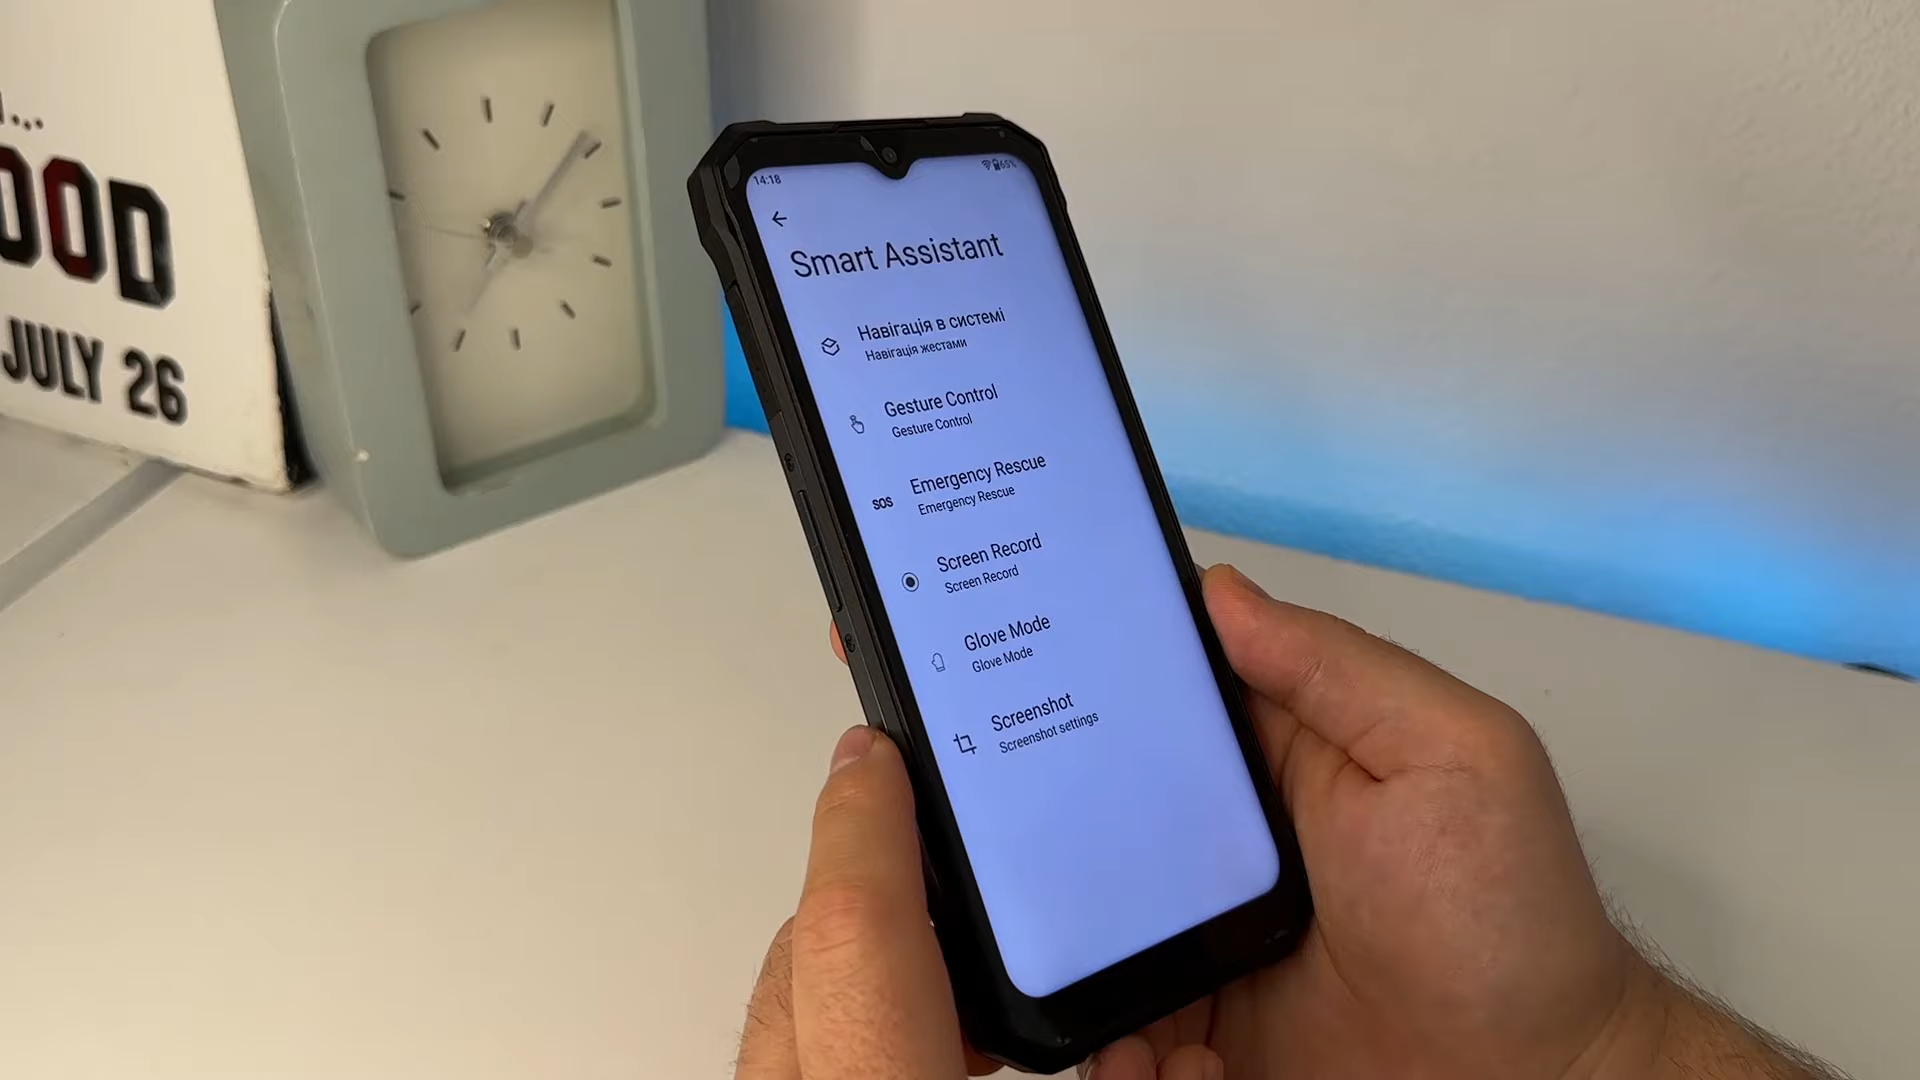 OOD
JULY 26
14:18
65%
Smart Assistant
Навігація в системі
Навігація жестами
Gesture Control
Gesture Control
SOS
Emergency Rescue
Emergency Rescue
Screen Record
Screen Record
Glove Mode
Glove Mode
Screenshot
Screenshot settings